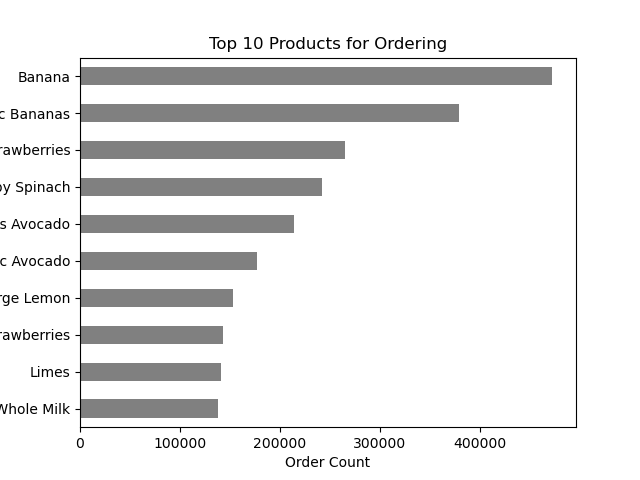 Top 10 Products for Ordering
Banana
c Bananas
rawberries
by Spinach
s Avocado
c Avocado
rge Lemon
rawberries
Limes
Whole Milk
0 100000 200000 300000 400000
Order Count